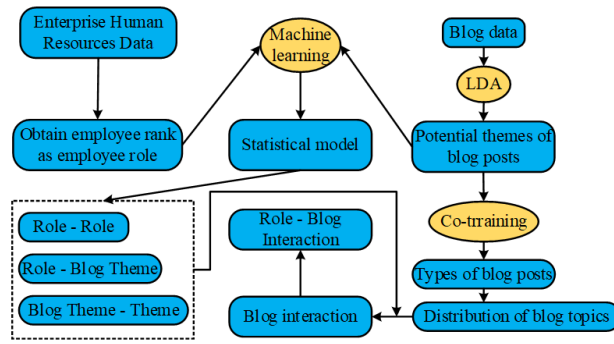 Enterprise Human
Resources Data
Machine
learning
Blog data
LDA
Obtain employee rank
as employee role
Statistical model
Potential themes of
blog posts
Role - Role
Role - Blog Theme
Blog Theme - Theme
Role - Blog
Interaction
Co-trraining
Types of blog posts
Blog interaction
Distribution of blog topics